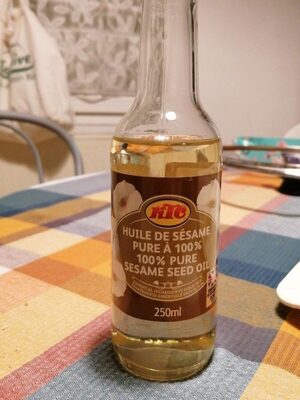 KTC
HUILE DE SÉSAME
PURE À 100%
100% PURE
SESAME SEED OIL
250ml